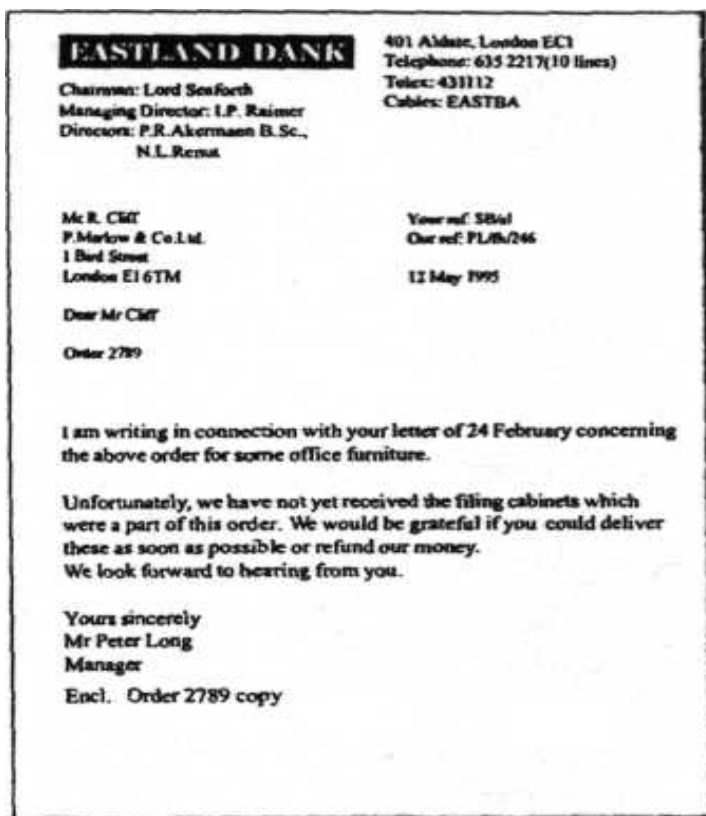 EASTLAND DANK
Chairman: Lord Seaforth
Managing Director: I.P. Raimer
Directors: P.R.Akermaen B.Sc.,
N.L.Remut
401 Aldate, London EC1
Telephone: 635 2217(10 lines)
Telex: 431112
Cables: EASTBA
Mr R. Cliff
P.Marlow & Co.Ltd.
1 Bird Street
London E1 6TM
Your ref: SB/al
Our ref: PL/fh/246
12 May 1995
Dear Mr Cliff
Order 2789
I am writing in connection with your letter of 24 February concerning
the above order for some office furniture.
Unfortunately, we have not yet received the filing cabinets which
were a part of this order. We would be grateful if you could deliver
these as soon as possible or refund our money.
We look forward to hearing from you.
Yours sincerely
Mr Peter Long
Manager
Encl. Order 2789 copy